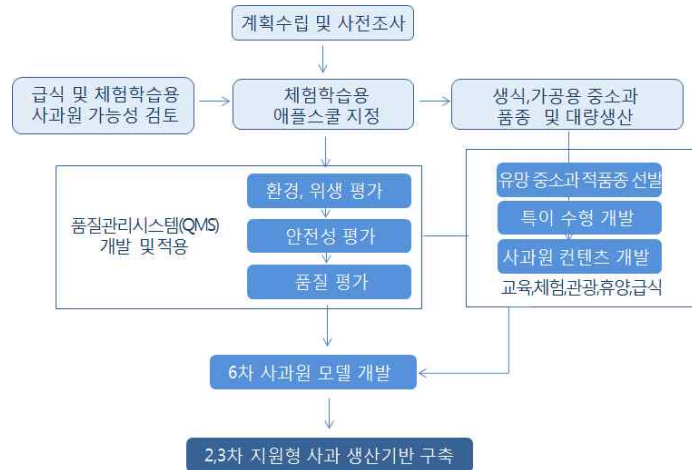 계획수립 및 사전조사
급식 및 체험학습용
사과원 가능성 검토
체험학습용
애플스쿨 지정
생식,가공용 중소과
품종 및 대량생산
품질관리시스템(QMS)
개발 및 적용
환경, 위생 평가
안전성 평가
품질 평가
유망 중소과 적품종 선발
특이 수형 개발
사과원 컨텐츠 개발
교육,체험,관광,휴양,급식
6차 사과원 모델 개발
2,3차 지원형 사과 생산기반 구축